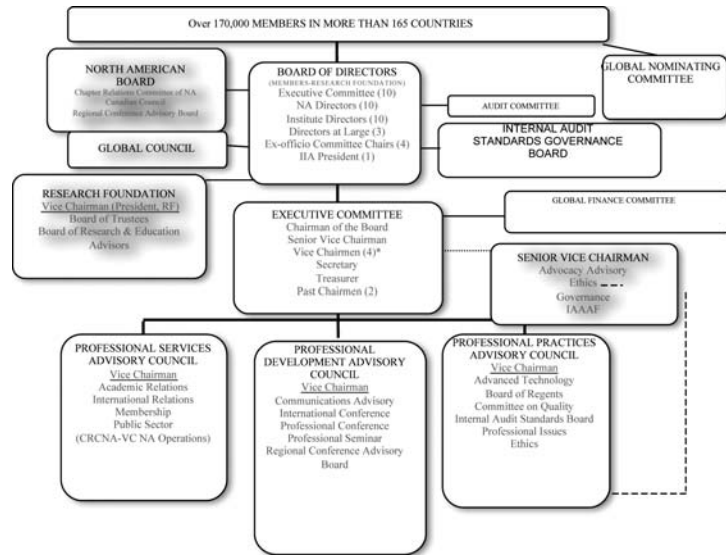 Over 170,000 MEMBERS IN MORE THAN 165 COUNTRIES
NORTH AMERICAN
BOARD
Chapter Relations Committee of NA
Canadian Council
Regional Conference Advisory Board
BOARD OF DIRECTORS
(MEMBERS-RESEARCH FOUNDATION)
Executive Committee (10)
NA Directors (10)
Institute Directors (10)
Directors at Large (3)
Ex-officio Committee Chairs (4)
IIA President (1)
GLOBAL NOMINATING
COMMITTEE
AUDIT COMMITTEE
INTERNAL AUDIT
STANDARDS GOVERNANCE
BOARD
GLOBAL COUNCIL
RESEARCH FOUNDATION
Vice Chairman (President, RF)
Board of Trustees
Board of Research & Education
Advisors
EXECUTIVE COMMITTEE
Chairman of the Board
Senior Vice Chairman
Vice Chairmen (4)*
Secretary
Treasurer
Past Chairmen (2)
GLOBAL FINANCE COMMITTEE
SENIOR VICE CHAIRMAN
Advocacy Advisory
Ethics
Governance
IAAAF
PROFESSIONAL SERVICES
ADVISORY COUNCIL
Vice Chairman
Academic Relations
International Relations
Membership
Public Sector
(CRCNA-VC NA Operations)
PROFESSIONAL
DEVELOPMENT ADVISORY
COUNCIL
Vice Chairman
Communications Advisory
International Conference
Professional Conference
Professional Seminar
Regional Conference Advisory
Board
PROFESSIONAL PRACTICES
ADVISORY COUNCIL
Vice Chairman
Advanced Technology
Board of Regents
Committee on Quality
Internal Audit Standards Board
Professional Issues
Ethics